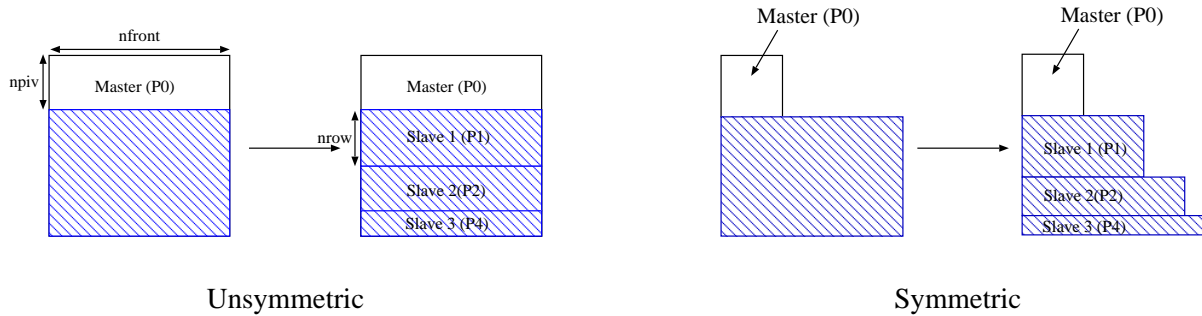 nfront
npiv
Master (P0)
Master (P0)
nrow
Slave 1 (P1)
Slave 2(P2)
Slave 3 (P4)
Unsymmetric
Master (P0)
Master (P0)
Slave 1 (P1)
Slave 2(P2)
Slave 3 (P4)
Symmetric